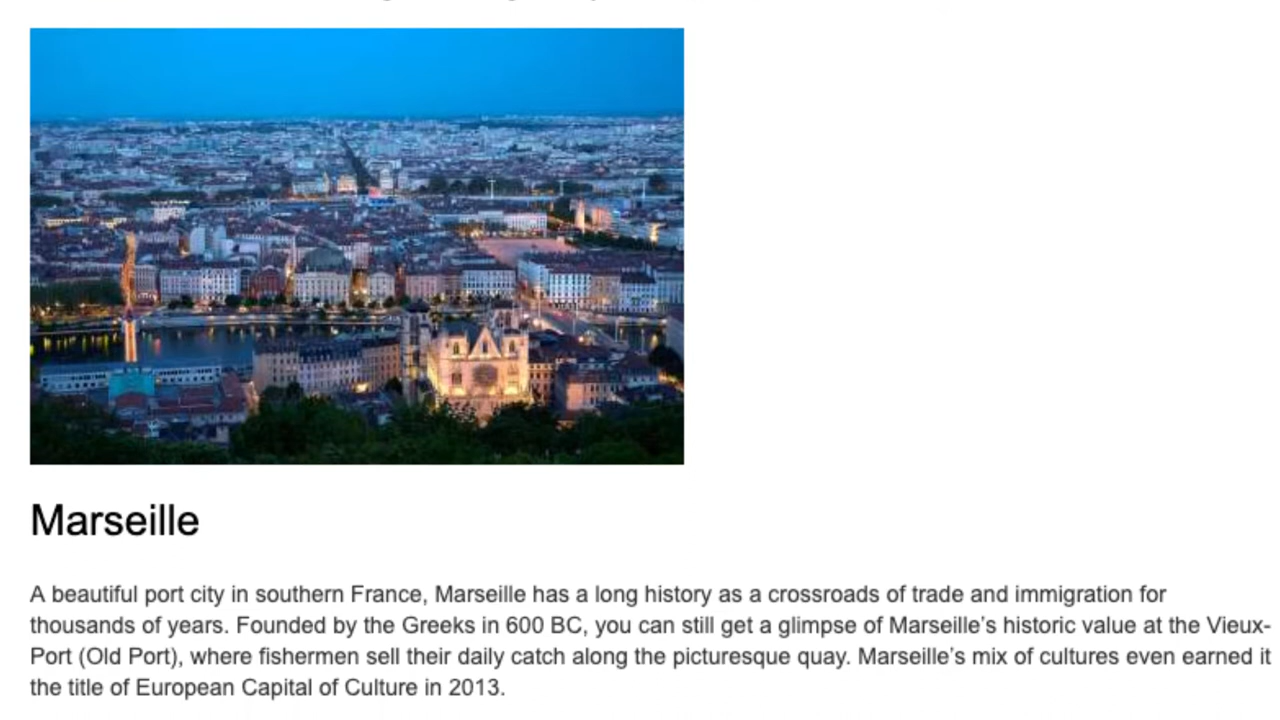 Marseille
A beautiful port city in southern France, Marseille has a long history as a crossroads of trade and immigration for
thousands of years. Founded by the Greeks in 600 BC, you can still get a glimpse of Marseille’s historic value at the Vieux-
Port (Old Port), where fishermen sell their daily catch along the picturesque quay. Marseille’s mix of cultures even earned it
the title of European Capital of Culture in 2013.